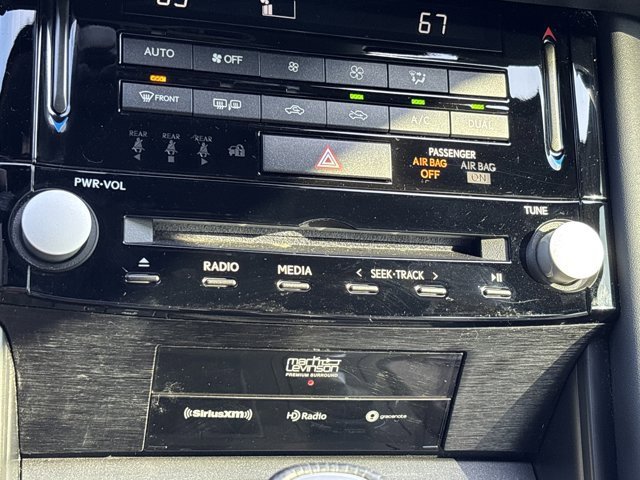 67
AUTO
OFF
FRONT
A/C
DUAL
REAR REAR REAR
PASSENGER
AIR BAG OFF
AIR BAG ON
PWR•VOL
TUNE
RADIO
MEDIA
< SEEK•TRACK >
Mark Levinson
PREMIUM SURROUND
((SiriusXM))
HD Radio
gracenote